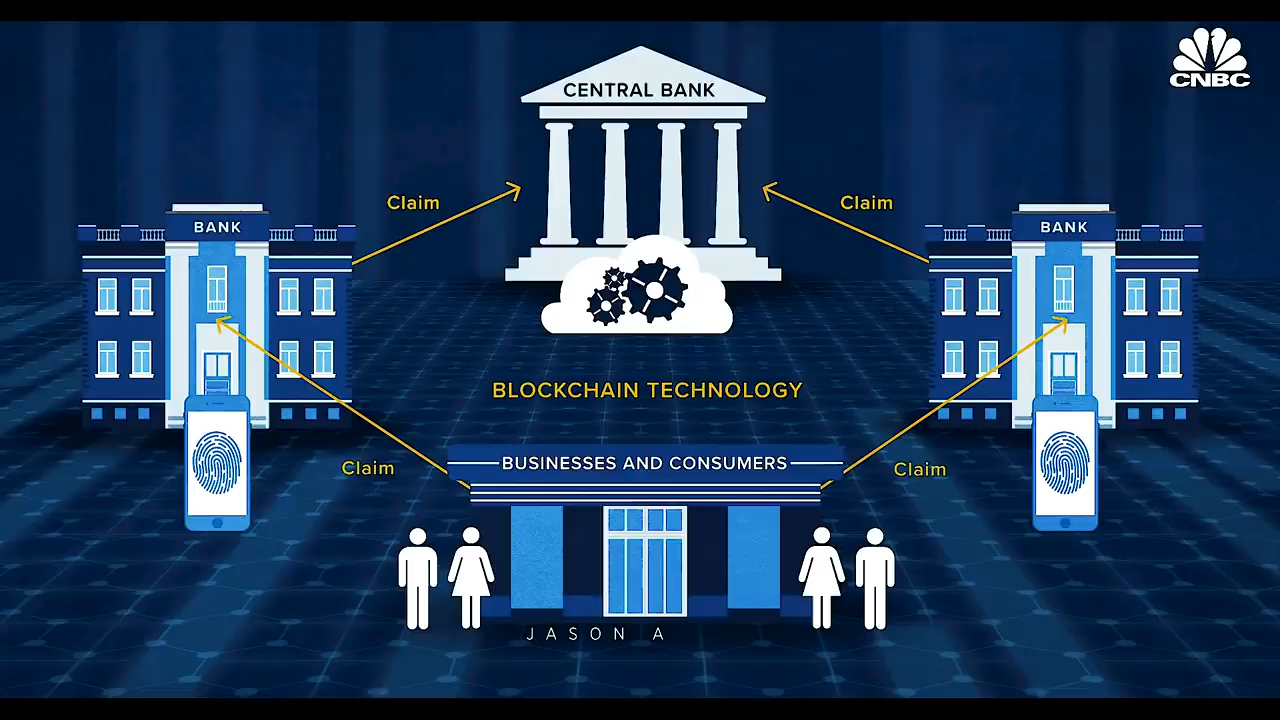 CNBC
CENTRAL BANK
Claim
Claim
BANK
BANK
BLOCKCHAIN TECHNOLOGY
BUSINESSES AND CONSUMERS
Claim
Claim
JASON A